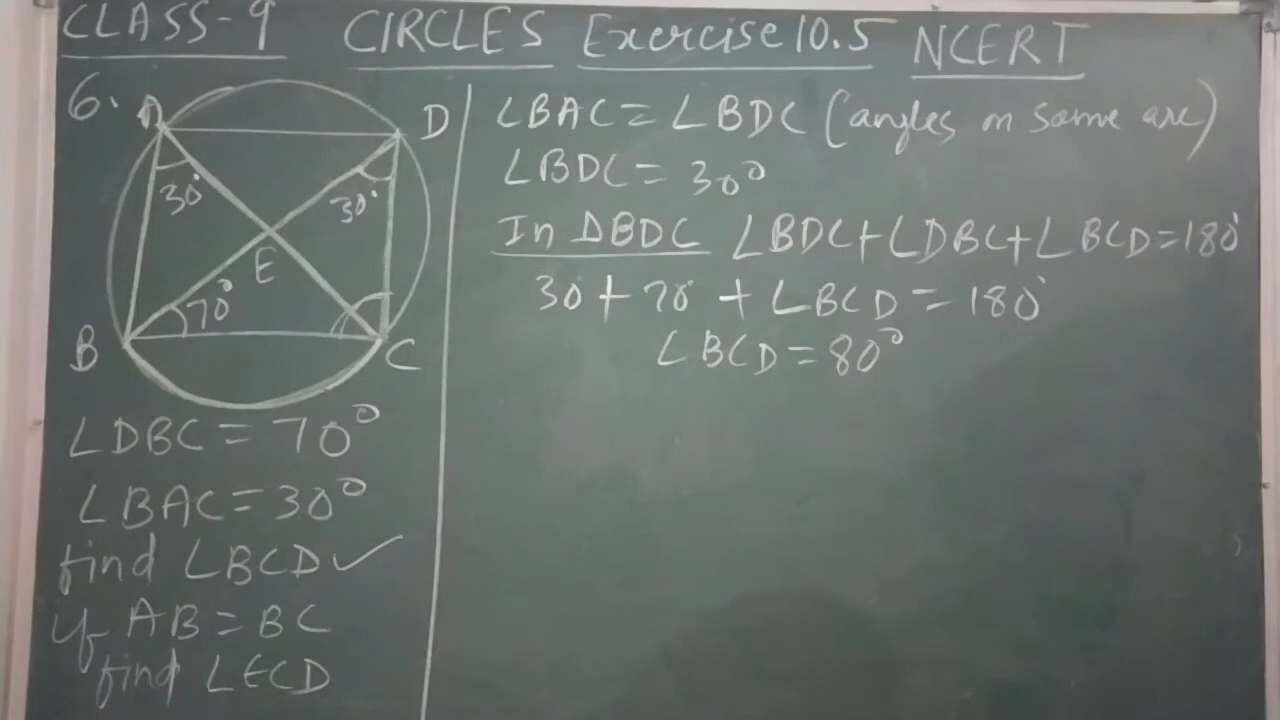 CLASS-9 CIRCLES Exercise 10.5 NCERT
6.
A
D
30°
30°
E
70°
B
C
∠DBC = 70°
∠BAC = 30°
find ∠BCD ✓
if AB = BC
find ∠ECD
∠BAC = ∠BDC (angles on same arc)
∠BDC = 30°
In ΔBDC ∠BDC + ∠DBC + ∠BCD = 180°
30 + 70° + ∠BCD = 180°
∠BCD = 80°